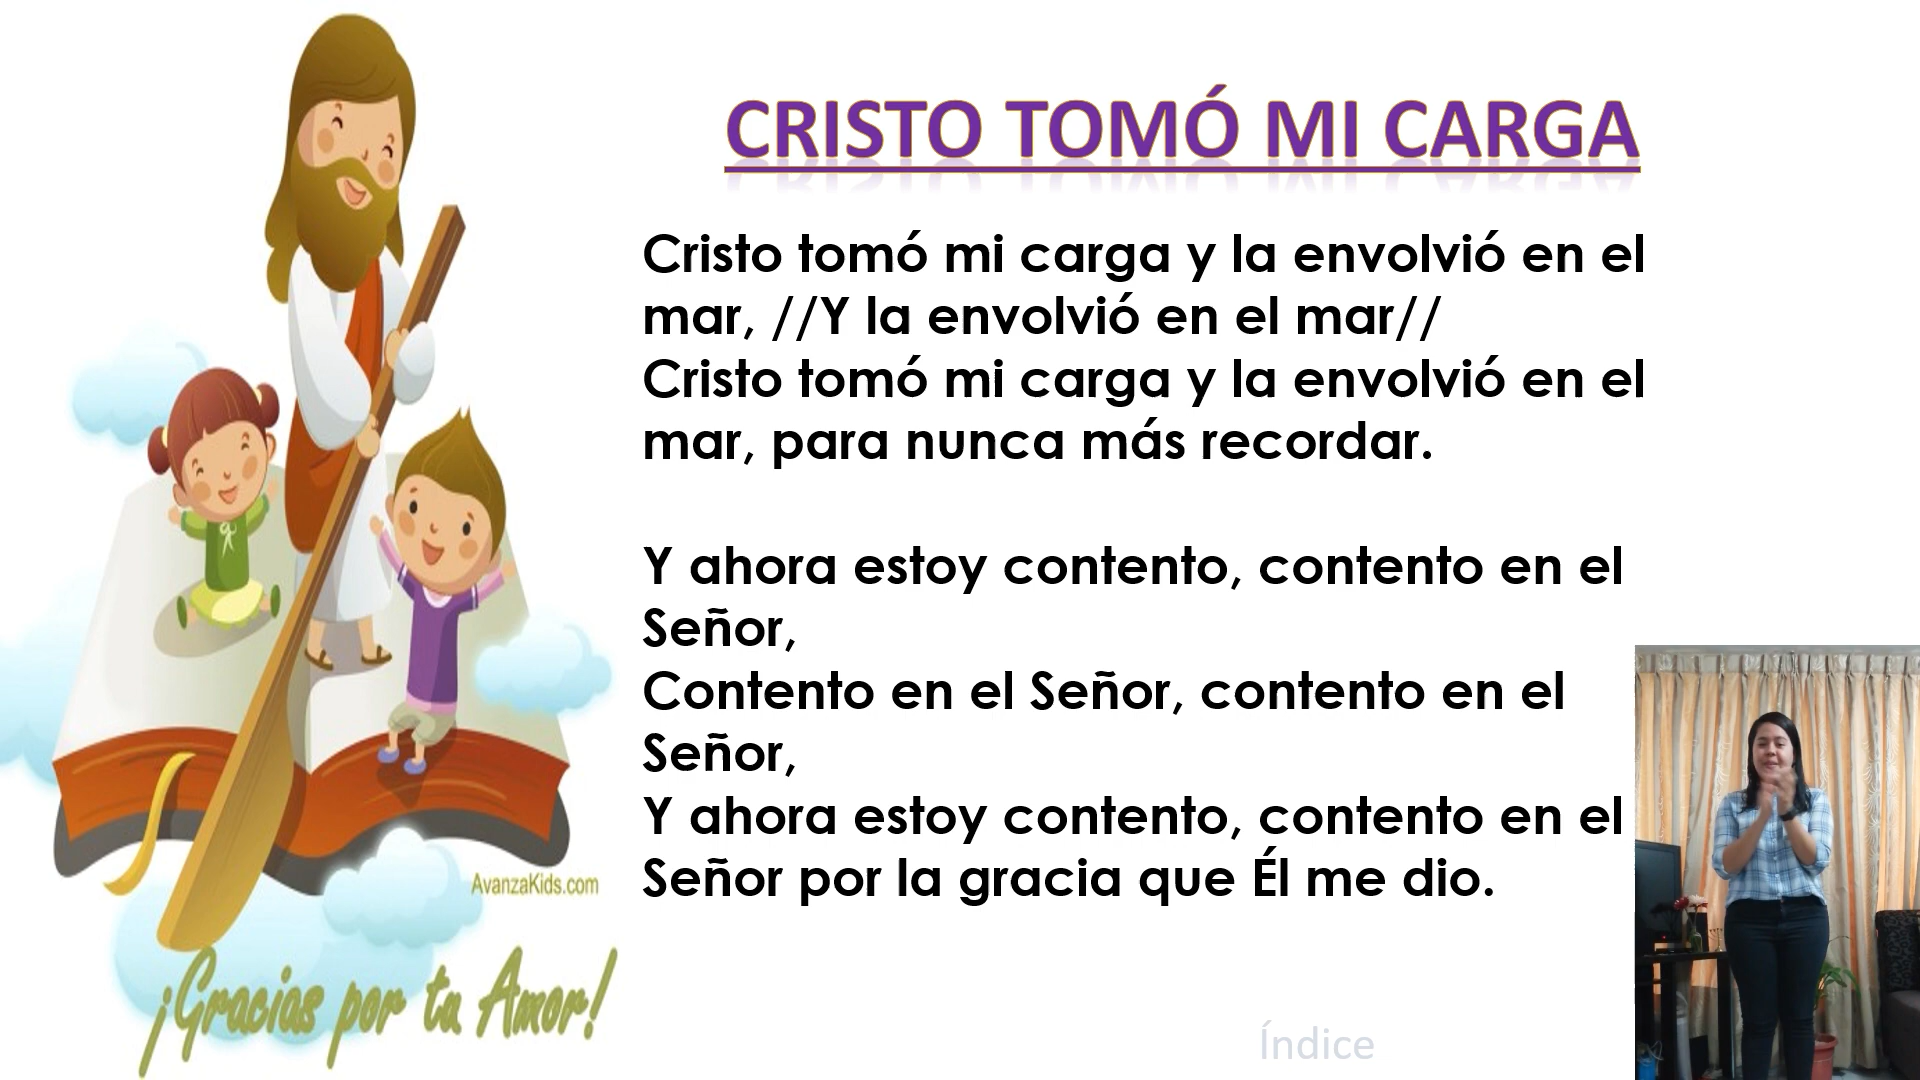 CRISTO TOMÓ MI CARGA
Cristo tomó mi carga y la envolvió en el
mar, //Y la envolvió en el mar//
Cristo tomó mi carga y la envolvió en el
mar, para nunca más recordar.
Y ahora estoy contento, contento en el
Señor,
Contento en el Señor, contento en el
Señor,
Y ahora estoy contento, contento en el
Señor por la gracia que Él me dio.
AvanzaKids.com
¡Gracias por tu Amor!
Índice